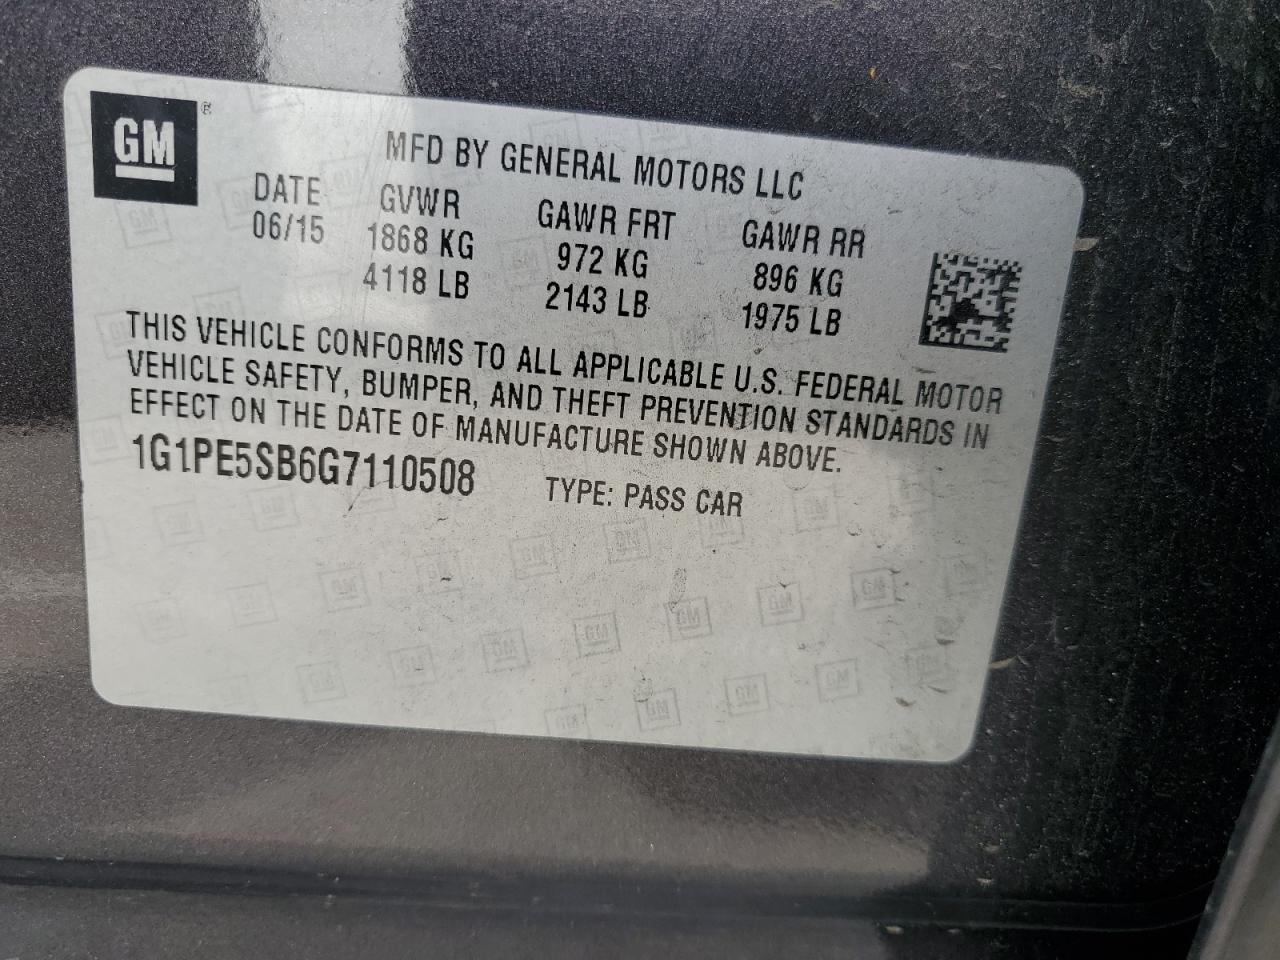 GM ®
MFD BY GENERAL MOTORS LLC
DATE GVWR GAWR FRT GAWR RR
06/15 1868 KG 972 KG 896 KG
4118 LB 2143 LB 1975 LB
THIS VEHICLE CONFORMS TO ALL APPLICABLE U.S. FEDERAL MOTOR
VEHICLE SAFETY, BUMPER, AND THEFT PREVENTION STANDARDS IN
EFFECT ON THE DATE OF MANUFACTURE SHOWN ABOVE.
1G1PE5SB6G7110508 TYPE: PASS CAR